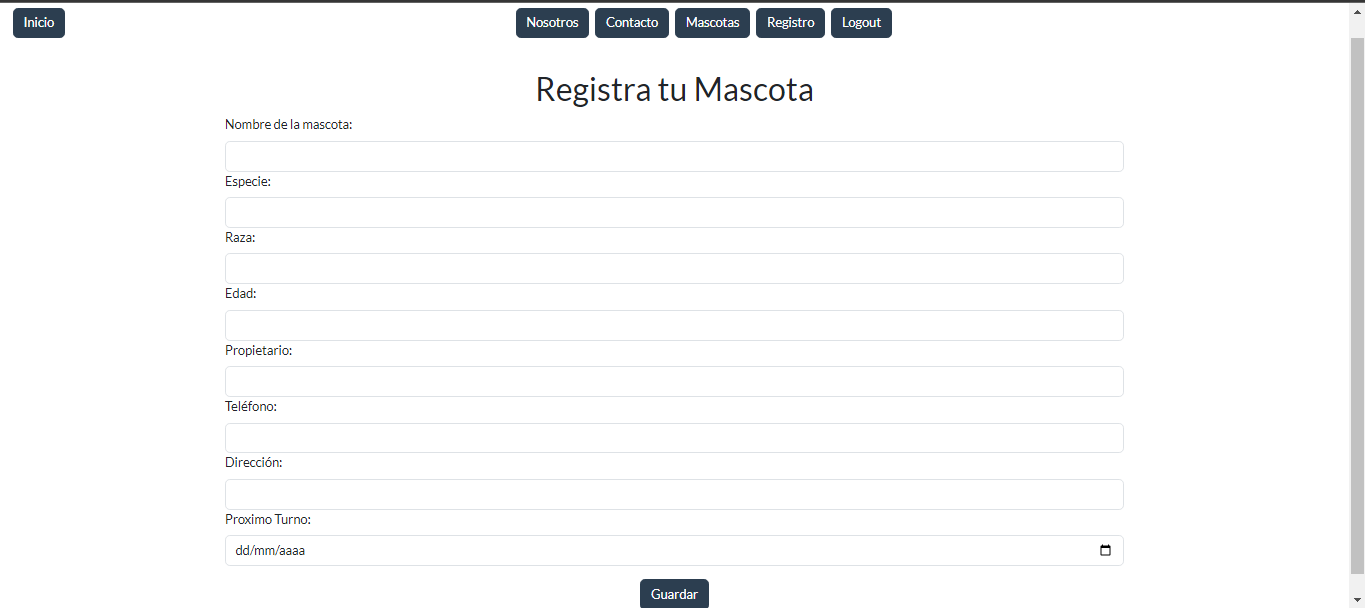 Inicio Nosotros Contacto Mascotas Registro Logout
Registra tu Mascota
Nombre de la mascota:
Especie:
Raza:
Edad:
Propietario:
Teléfono:
Dirección:
Proximo Turno:
dd/mm/aaaa
Guardar